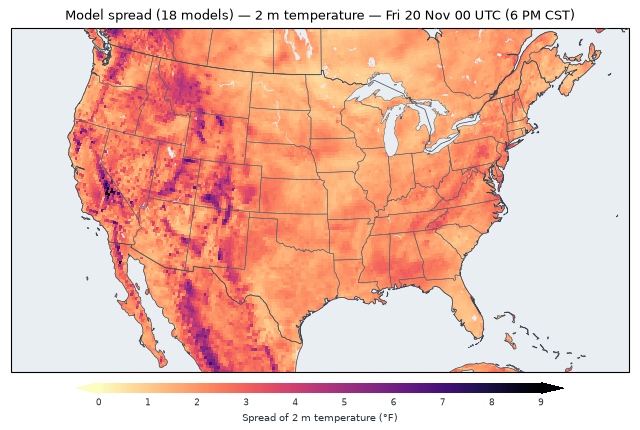 Model spread (18 models) — 2 m temperature — Fri 20 Nov 00 UTC (6 PM CST)
0 1 2 3 4 5 6 7 8 9
Spread of 2 m temperature (°F)